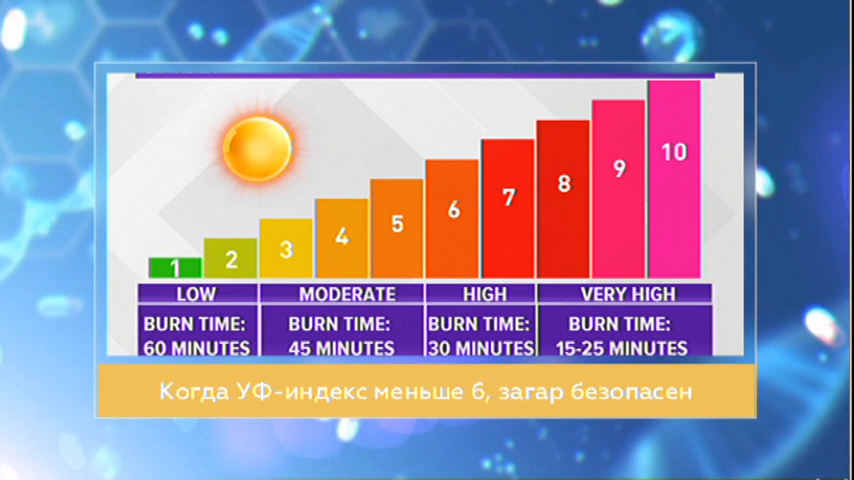 10
9
8
7
6
5
4
3
2
1
LOW MODERATE HIGH VERY HIGH
BURN TIME: BURN TIME: BURN TIME: BURN TIME:
60 MINUTES 45 MINUTES 30 MINUTES 15-25 MINUTES
Когда УФ-индекс меньше 6, загар безопасен